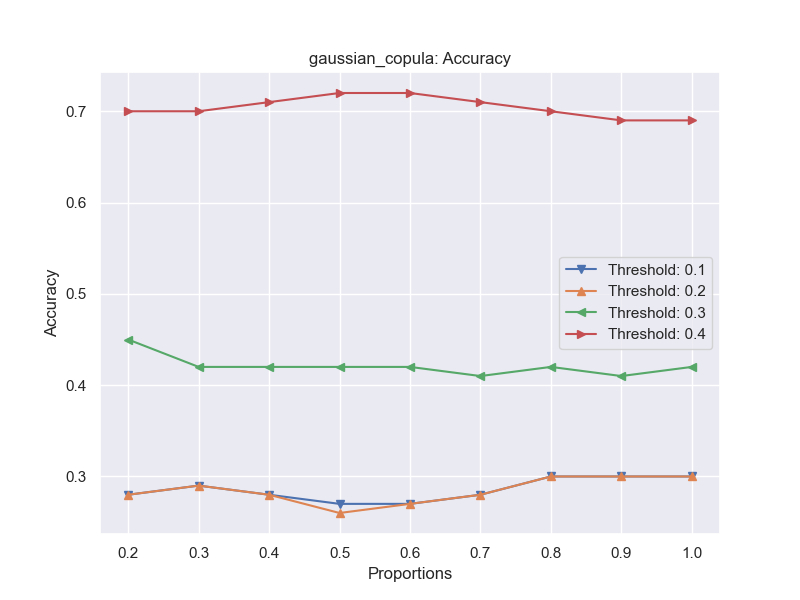 gaussian_copula: Accuracy
Accuracy
0.7
0.6
0.5
0.4
0.3
Threshold: 0.1
Threshold: 0.2
Threshold: 0.3
Threshold: 0.4
0.2 0.3 0.4 0.5 0.6 0.7 0.8 0.9 1.0
Proportions